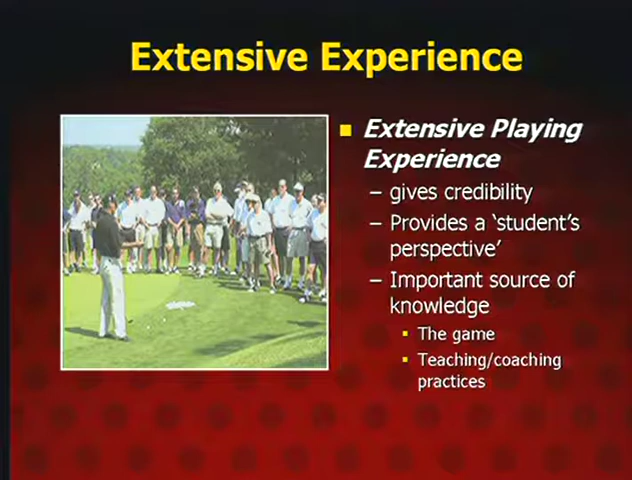 Extensive Experience
Extensive Playing
Experience
– gives credibility
– Provides a ‘student’s
perspective’
– Important source of
knowledge
The game
Teaching/coaching
practices